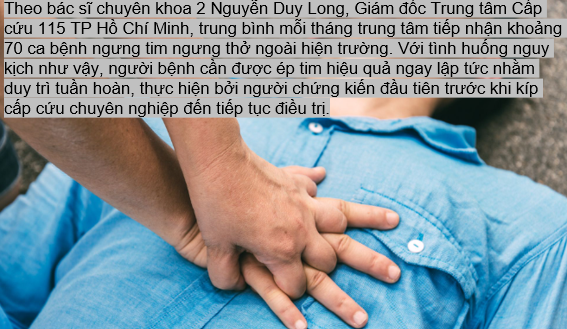 Theo bác sĩ chuyên khoa 2 Nguyễn Duy Long, Giám đốc Trung tâm Cấp
cứu 115 TP Hồ Chí Minh, trung bình mỗi tháng trung tâm tiếp nhận khoảng
70 ca bệnh ngưng tim ngưng thở ngoài hiện trường. Với tình huống nguy
kịch như vậy, người bệnh cần được ép tim hiệu quả ngay lập tức nhằm
duy trì tuần hoàn, thực hiện bởi người chứng kiến đầu tiên trước khi kíp
cấp cứu chuyên nghiệp đến tiếp tục điều trị.